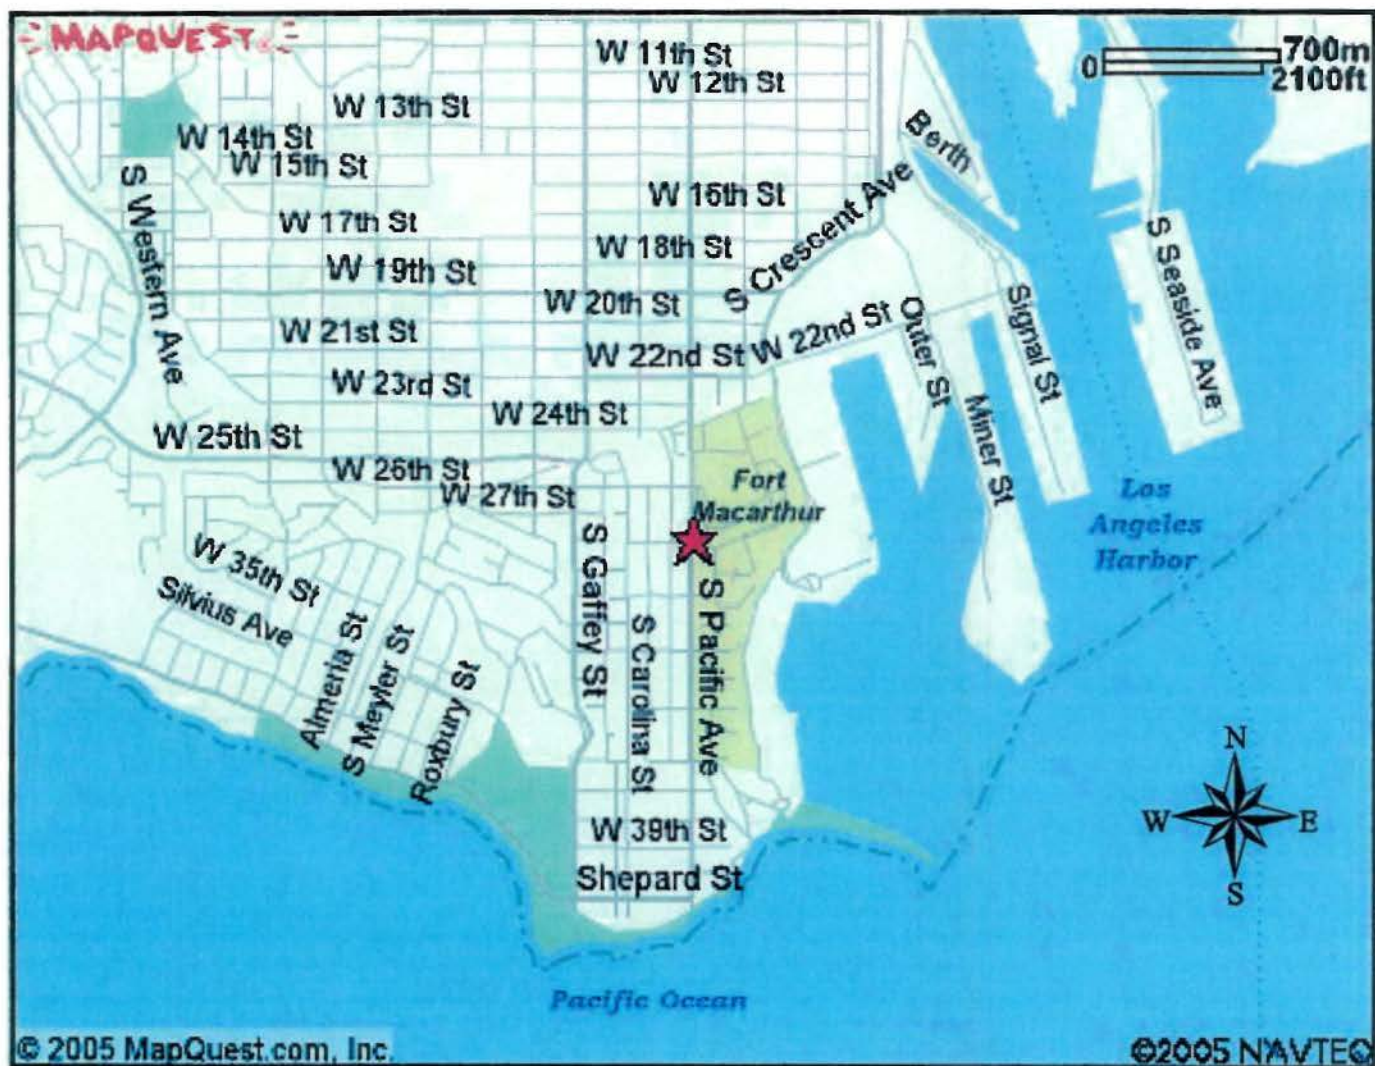 MAPQUEST
700m
0
2100ft
W 11th St
W 12th St
W 13th St
W 14th St
W 15th St
Berth
S Western Ave
W 16th St
S Crescent Ave
W 17th St
W 18th St
S Seaside Ave
W 19th St
W 20th St
W 21st St
W 22nd St
W 22nd St
Outer St
Signal St
W 23rd St
W 24th St
Miner St
W 25th St
W 26th St
W 27th St
Fort
Macarthur
Los
Angeles
Harbor
W 35th St
Silvius Ave
S Gaffey St
S Carolina St
S Pacific Ave
Almeria St
S Meyler St
Roxbury St
N
W
E
S
W 39th St
Shepard St
Pacific Ocean
© 2005 MapQuest.com, Inc.
©2005 NAVTEQ